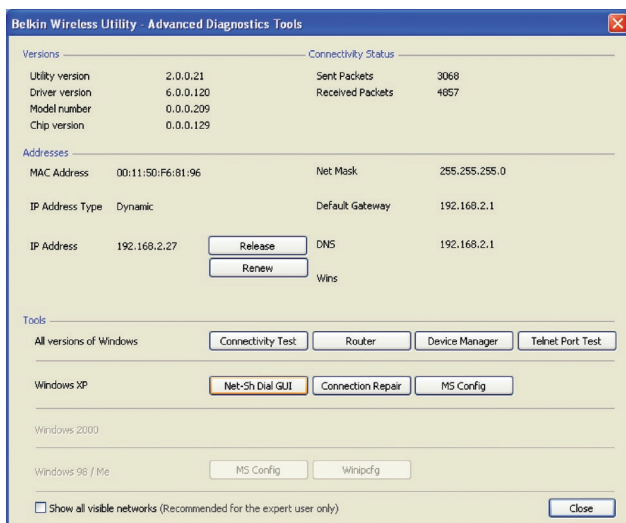 Belkin Wireless Utility - Advanced Diagnostics Tools
Versions
Connectivity Status
Utility version 2.0.0.21
Sent Packets 3068
Driver version 6.0.0.120
Received Packets 4857
Model number 0.0.0.209
Chip version 0.0.0.129
Addresses
MAC Address 00:11:50:F6:81:96
Net Mask 255.255.255.0
IP Address Type Dynamic
Default Gateway 192.168.2.1
IP Address 192.168.2.27 Release
DNS 192.168.2.1
Renew
Wins
Tools
All versions of Windows Connectivity Test Router Device Manager Telnet Port Test
Windows XP Net-Sh Dial GUI Connection Repair MS Config
Windows 2000
Windows 98 / Me MS Config Winipcfg
Show all visible networks (Recommended for the expert user only) Close